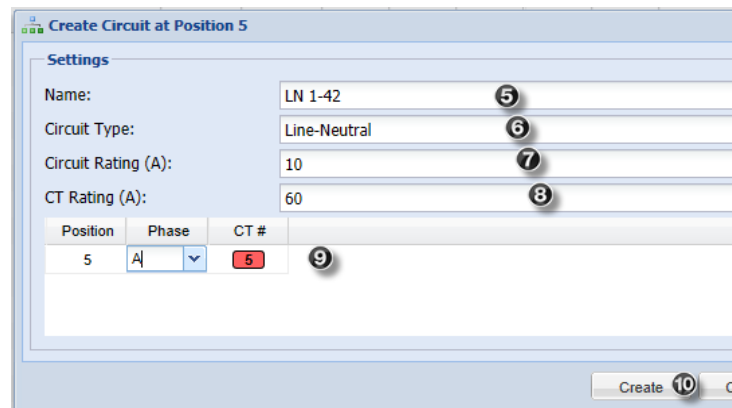 Create Circuit at Position 5
Settings
Name: LN 1-42 5
Circuit Type: Line-Neutral 6
Circuit Rating (A): 10 7
CT Rating (A): 60 8
Position Phase CT #
5 A 5 9
Create 10 C